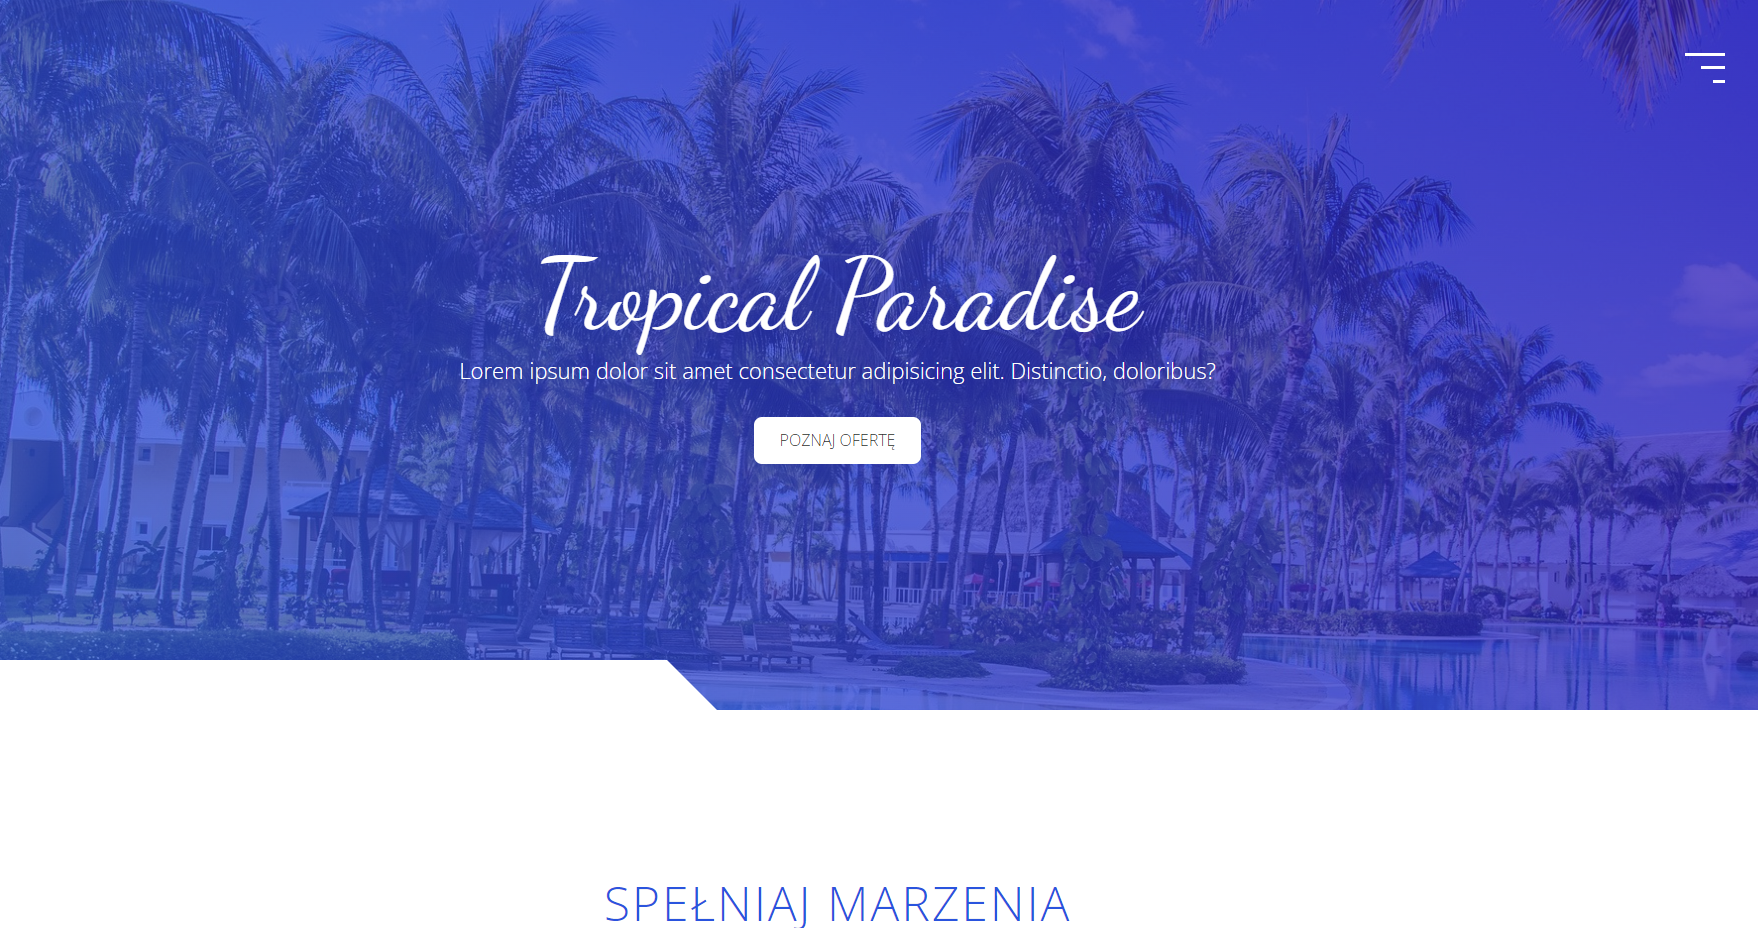 Tropical Paradise
Lorem ipsum dolor sit amet consectetur adipisicing elit. Distinctio, doloribus?
POZNAJ OFERTĘ
SPEŁNIAJ MARZENIA